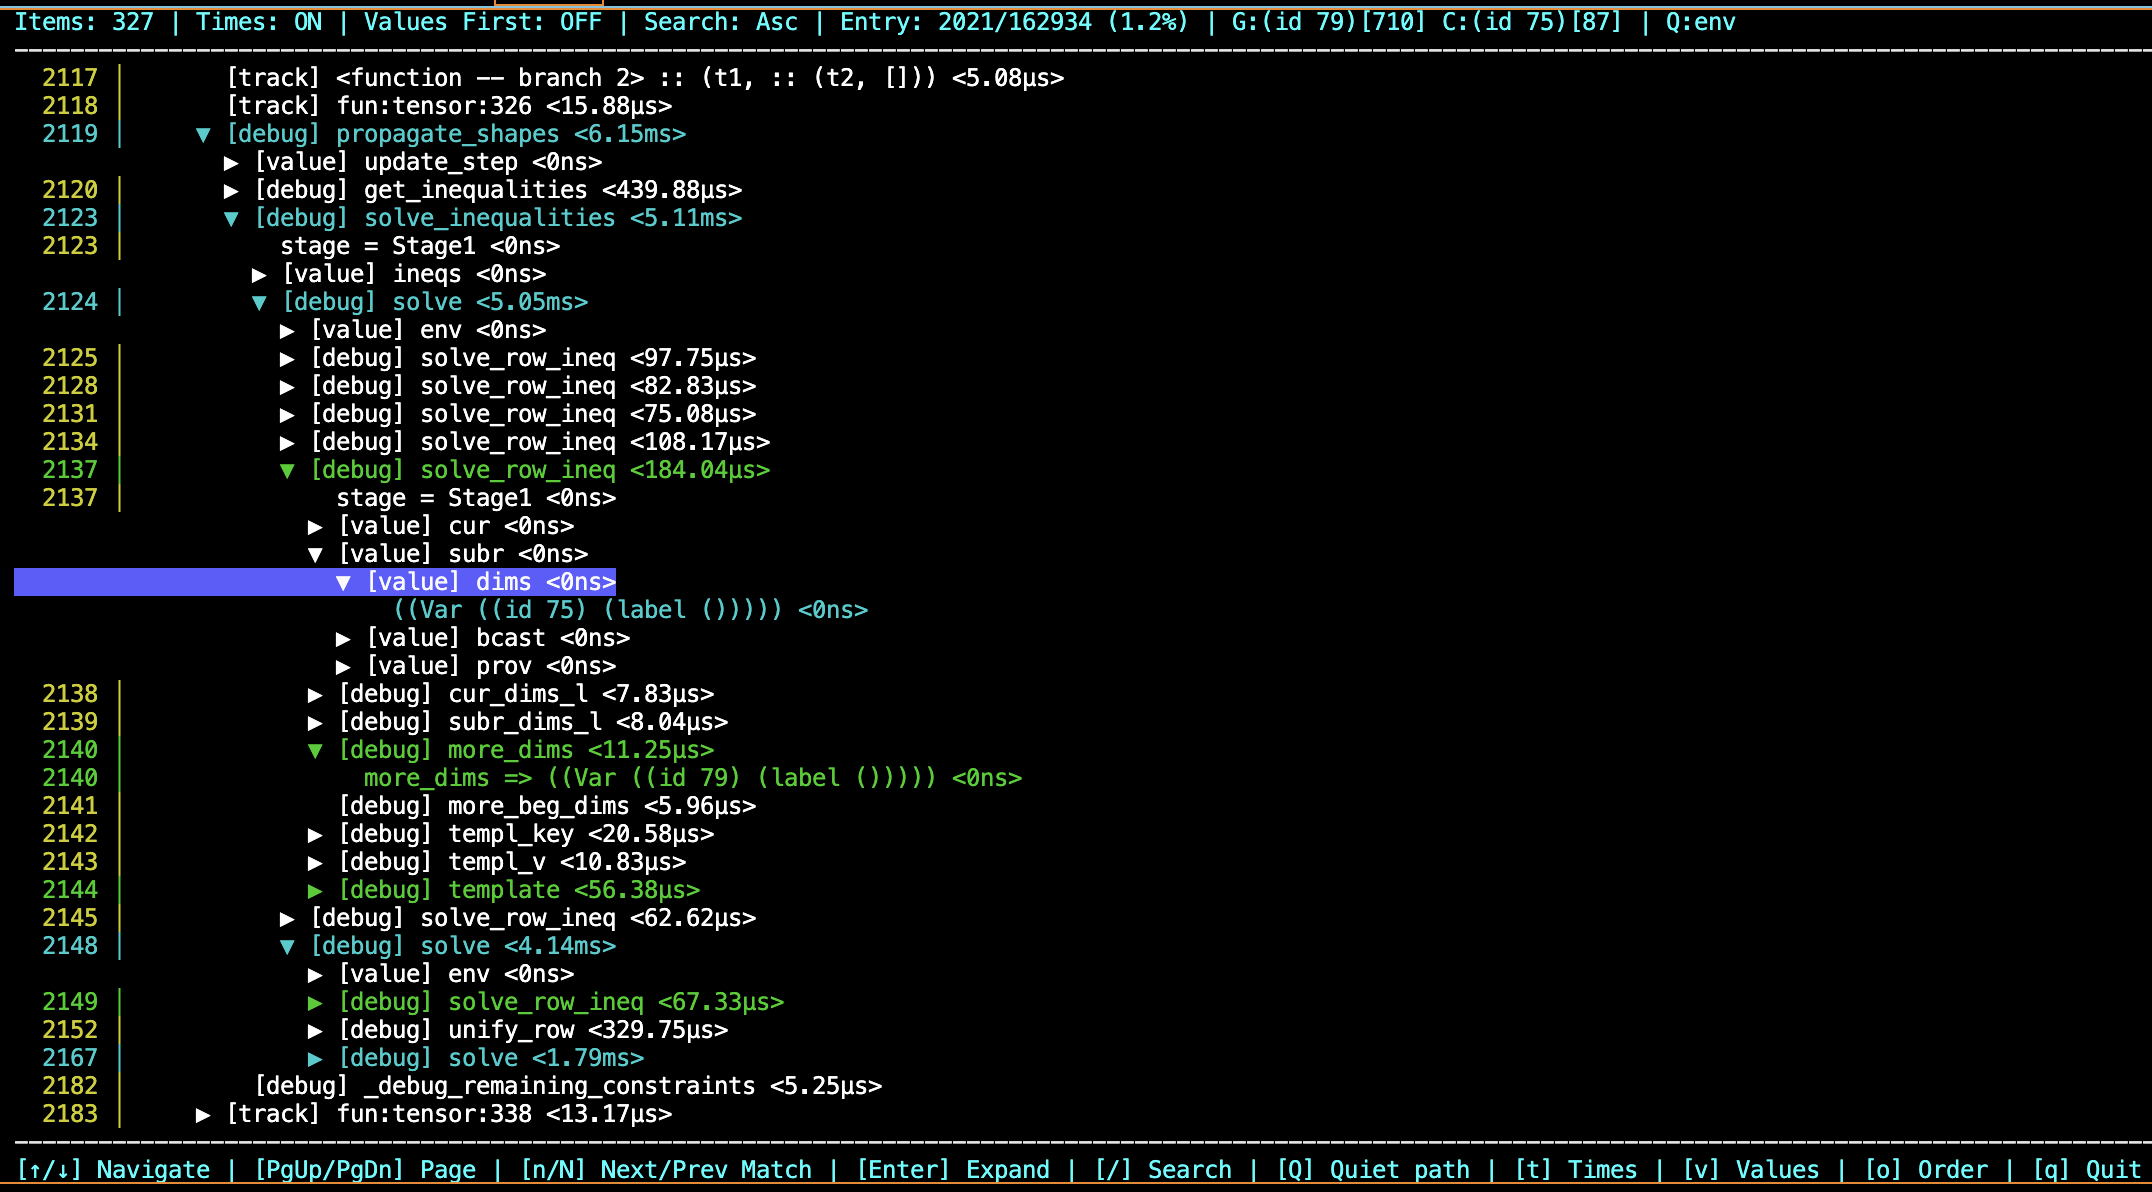 Items: 327 | Times: ON | Values First: OFF | Search: Asc | Entry: 2021/162934 (1.2%) | G:(id 79)[710] C:(id 75)[87] | Q:env
2117 │ [track] <function -- branch 2> :: (t1, :: (t2, [])) <5.08μs>
2118 │ [track] fun:tensor:326 <15.88μs>
2119 │ ▼ [debug] propagate_shapes <6.15ms>
▶ [value] update_step <0ns>
2120 │ ▶ [debug] get_inequalities <439.88μs>
2123 │ ▼ [debug] solve_inequalities <5.11ms>
2123 │ stage = Stage1 <0ns>
▶ [value] ineqs <0ns>
2124 │ ▼ [debug] solve <5.05ms>
▶ [value] env <0ns>
2125 │ ▶ [debug] solve_row_ineq <97.75μs>
2128 │ ▶ [debug] solve_row_ineq <82.83μs>
2131 │ ▶ [debug] solve_row_ineq <75.08μs>
2134 │ ▶ [debug] solve_row_ineq <108.17μs>
2137 │ ▼ [debug] solve_row_ineq <184.04μs>
2137 │ stage = Stage1 <0ns>
▶ [value] cur <0ns>
▼ [value] subr <0ns>
▼ [value] dims <0ns>
((Var ((id 75) (label ())))) <0ns>
▶ [value] bcast <0ns>
▶ [value] prov <0ns>
2138 │ ▶ [debug] cur_dims_l <7.83μs>
2139 │ ▶ [debug] subr_dims_l <8.04μs>
2140 │ ▼ [debug] more_dims <11.25μs>
2140 │ more_dims => ((Var ((id 79) (label ())))) <0ns>
2141 │ [debug] more_beg_dims <5.96μs>
2142 │ ▶ [debug] templ_key <20.58μs>
2143 │ ▶ [debug] templ_v <10.83μs>
2144 │ ▶ [debug] template <56.38μs>
2145 │ ▶ [debug] solve_row_ineq <62.62μs>
2148 │ ▼ [debug] solve <4.14ms>
▶ [value] env <0ns>
2149 │ ▶ [debug] solve_row_ineq <67.33μs>
2152 │ ▶ [debug] unify_row <329.75μs>
2167 │ ▶ [debug] solve <1.79ms>
2182 │ [debug] _debug_remaining_constraints <5.25μs>
2183 │ ▶ [track] fun:tensor:338 <13.17μs>
[↑/↓] Navigate | [PgUp/PgDn] Page | [n/N] Next/Prev Match | [Enter] Expand | [/] Search | [Q] Quiet path | [t] Times | [v] Values | [o] Order | [q] Quit